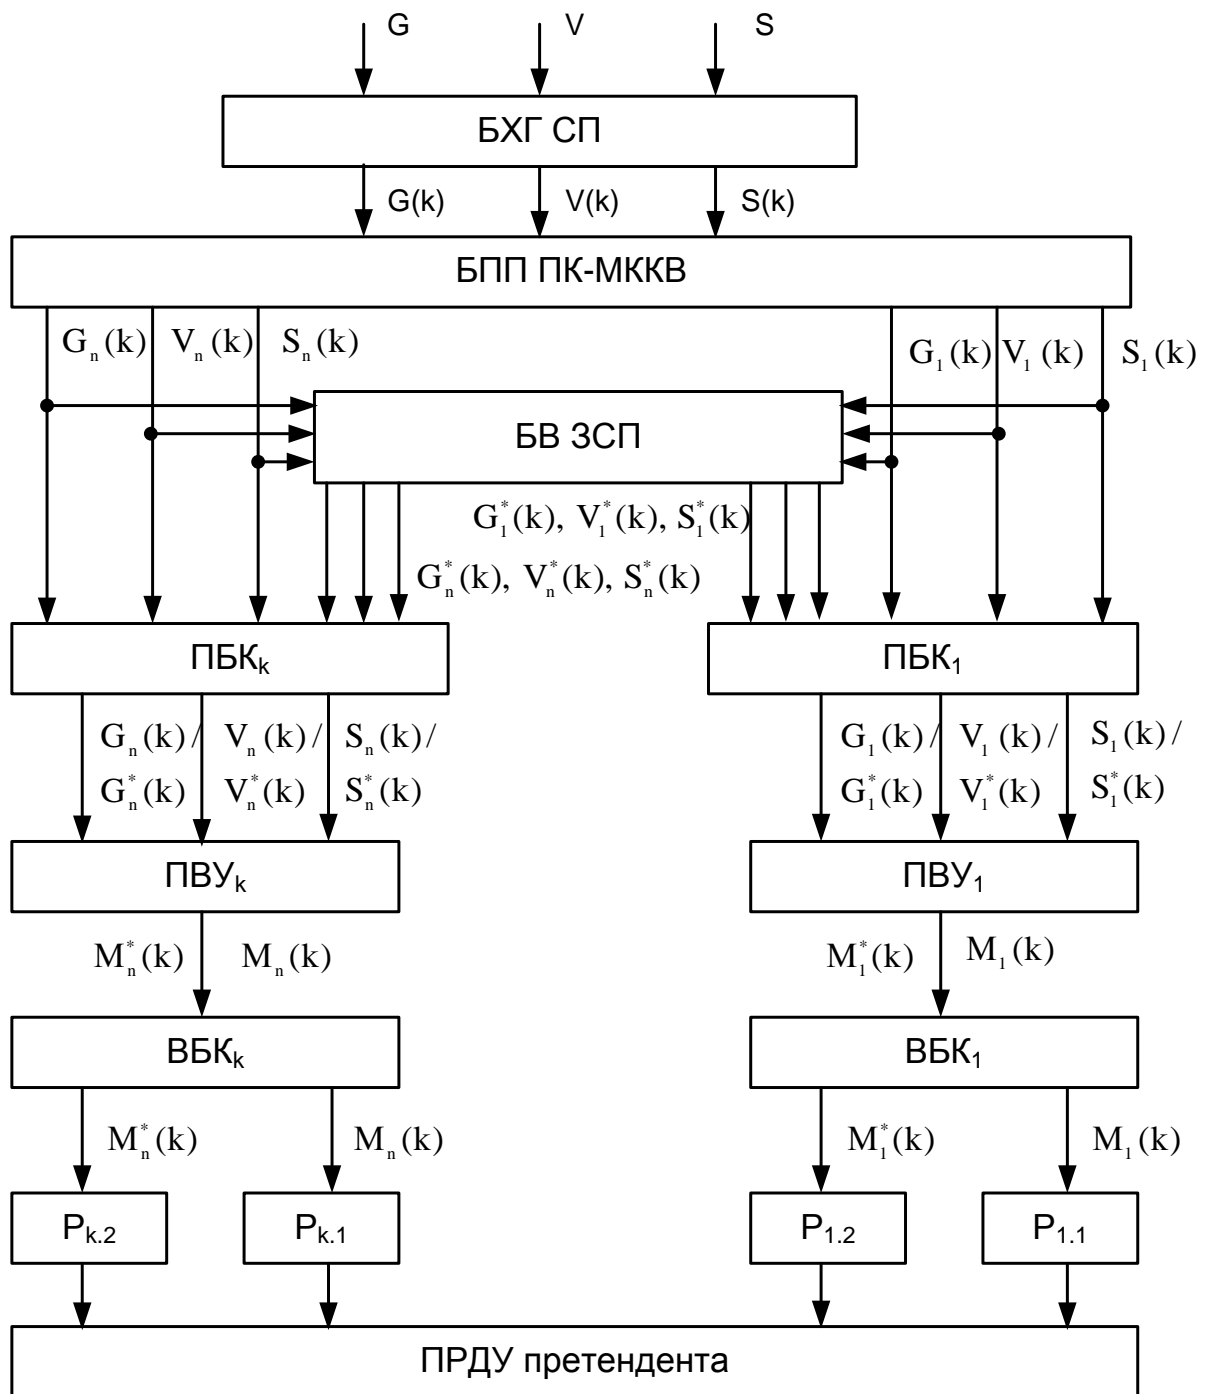 G V S
БХГ СП
G(k) V(k) S(k)
БПП ПК-МККВ
Gₙ(k) Vₙ(k) Sₙ(k) G₁(k) V₁(k) S₁(k)
БВ ЗСП
G₁*(k), V₁*(k), S₁*(k)
Gₙ*(k), Vₙ*(k), Sₙ*(k)
ПБКₖ ПБК₁
Gₙ(k)/ Vₙ(k)/ Sₙ(k)/ G₁(k)/ V₁(k)/ S₁(k)/
Gₙ*(k) Vₙ*(k) Sₙ*(k) G₁*(k) V₁*(k) S₁*(k)
ПВУₖ ПВУ₁
Mₙ*(k) Mₙ(k) M₁*(k) M₁(k)
ВБКₖ ВБК₁
Mₙ*(k) Mₙ(k) M₁*(k) M₁(k)
Pₖ.₂ Pₖ.₁ P₁.₂ P₁.₁
ПРДУ претендента